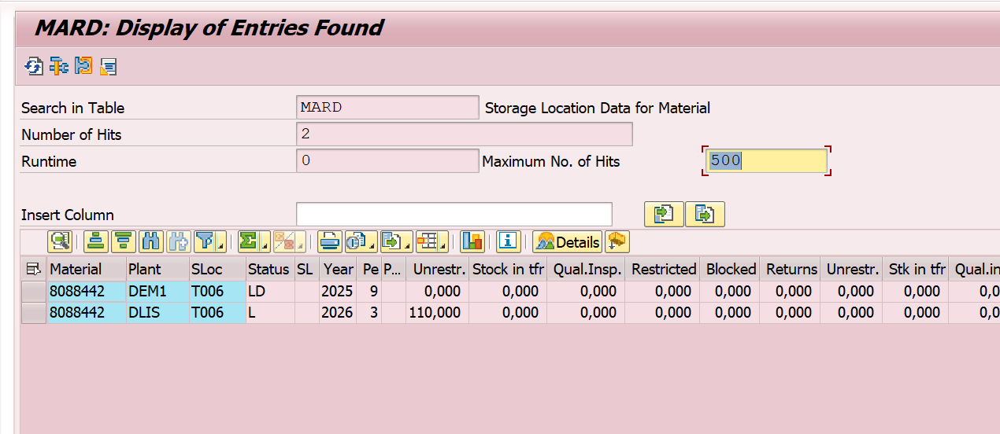 MARD: Display of Entries Found
Search in Table MARD Storage Location Data for Material
Number of Hits 2
Runtime 0 Maximum No. of Hits 500
Insert Column
Details
Material Plant SLoc Status SL Year Pe P... Unrestr. Stock in tfr Qual.Insp. Restricted Blocked Returns Unrestr. Stk in tfr Qual.in
8088442 DEM1 T006 LD 2025 9 0,000 0,000 0,000 0,000 0,000 0,000 0,000 0,000 0,0
8088442 DLIS T006 L 2026 3 110,000 0,000 0,000 0,000 0,000 0,000 0,000 0,000 0,0